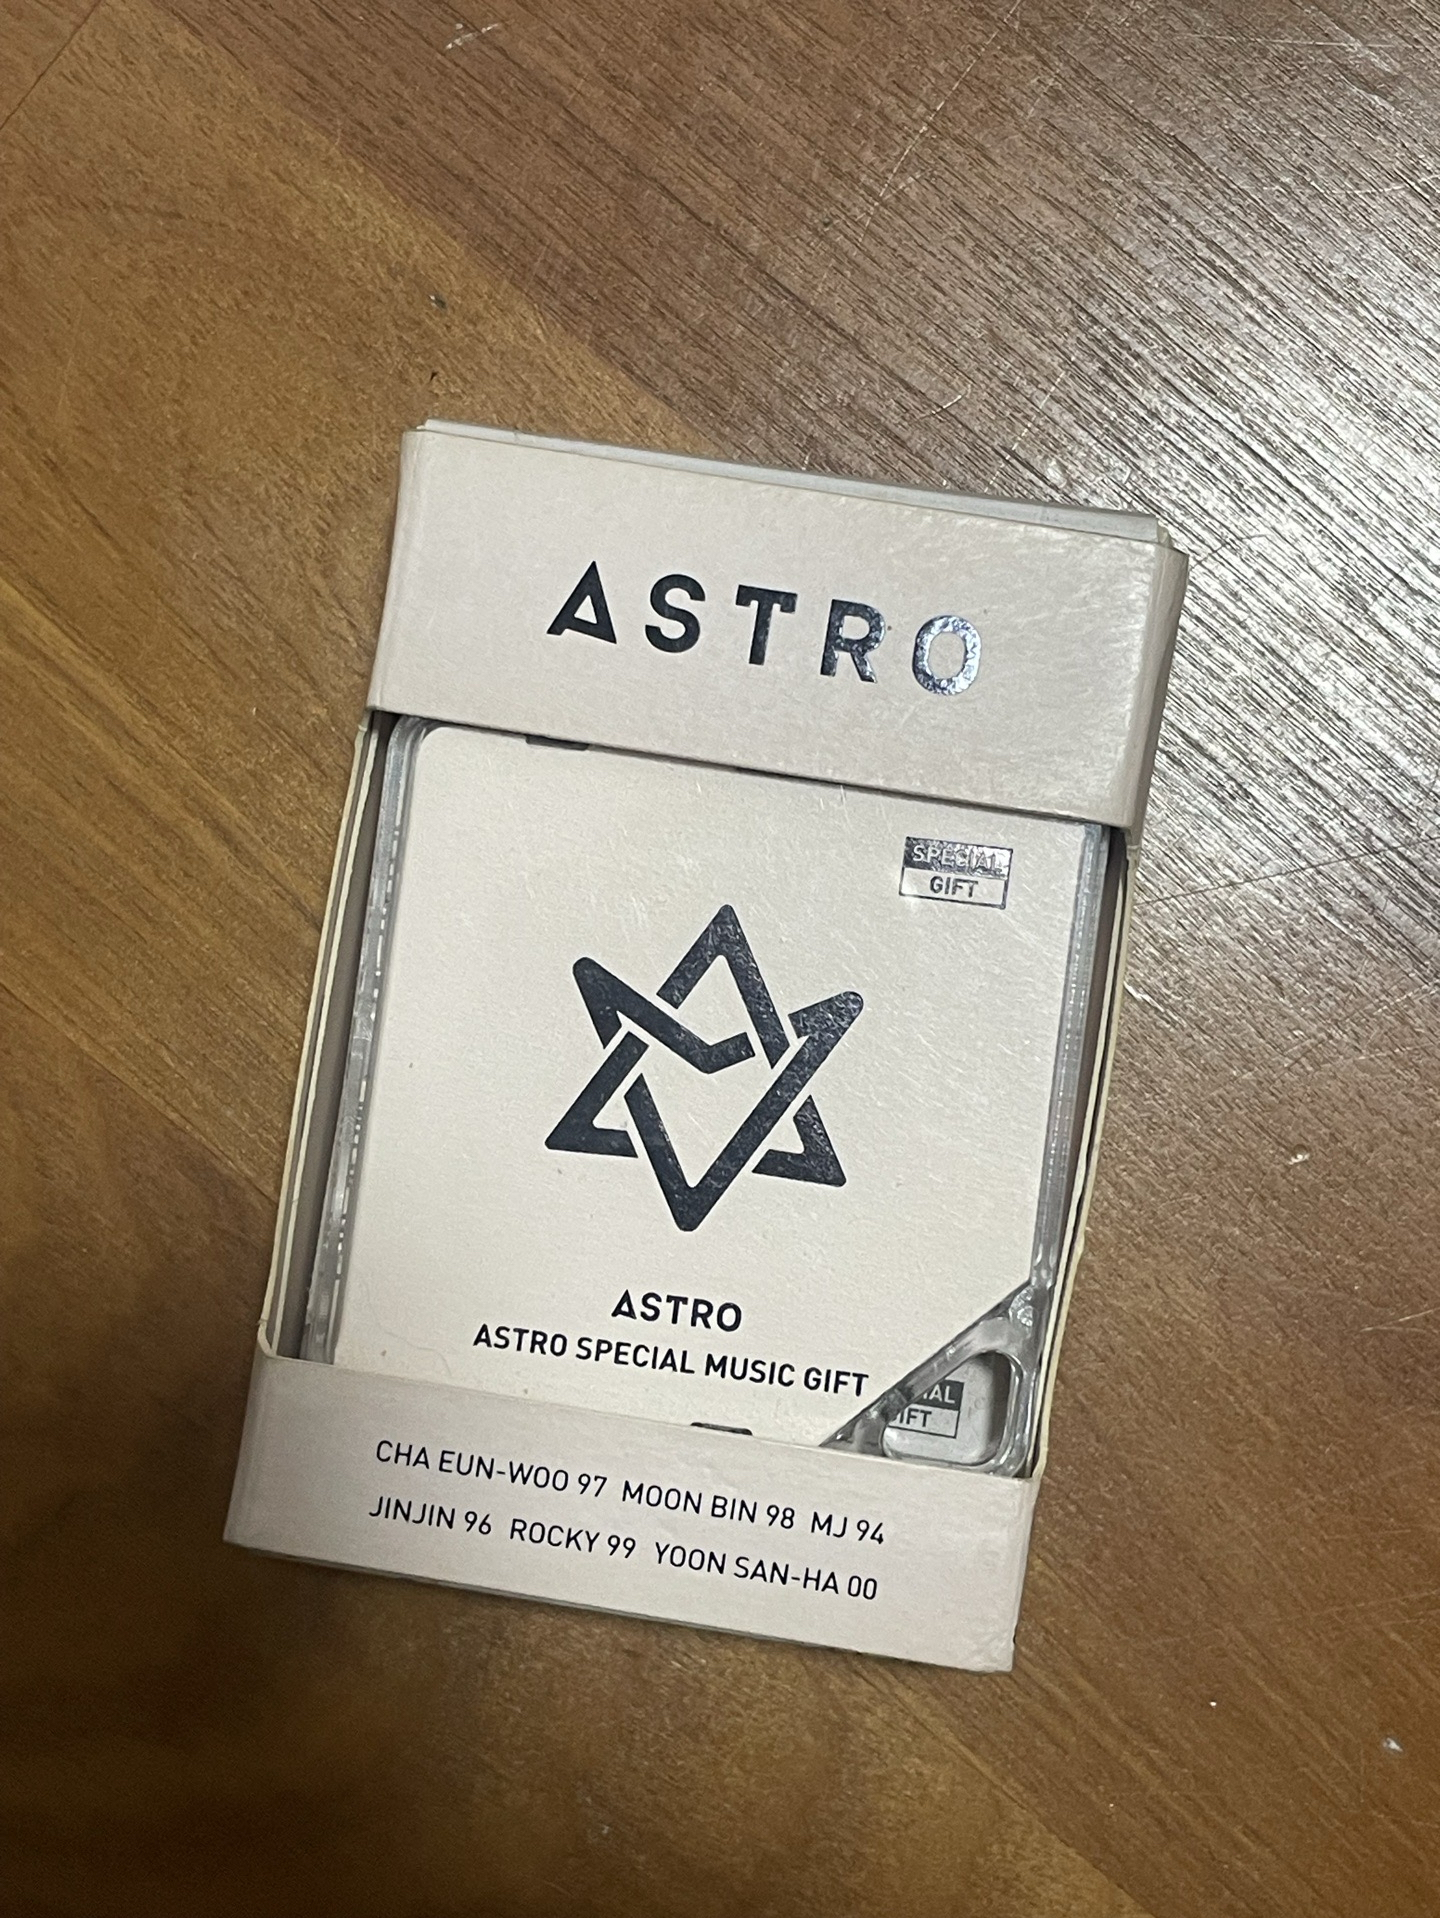 ASTRO
SPECIAL
GIFT
ASTRO
ASTRO SPECIAL MUSIC GIFT
CHA EUN-WOO 97 MOON BIN 98 MJ 94
JINJIN 96 ROCKY 99 YOON SAN-HA 00